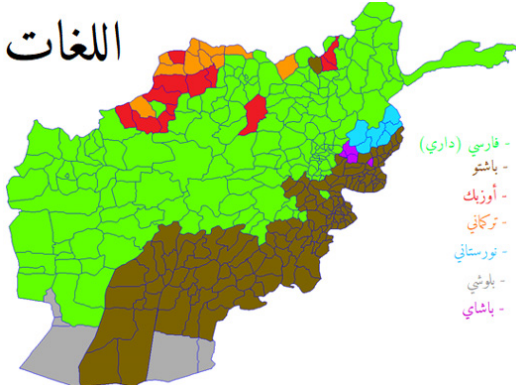 اللغات
- فارسي (داري)
- باشتو
- أوزبك
- تركماني
- نورستاني
- بلوشي
- باشاي